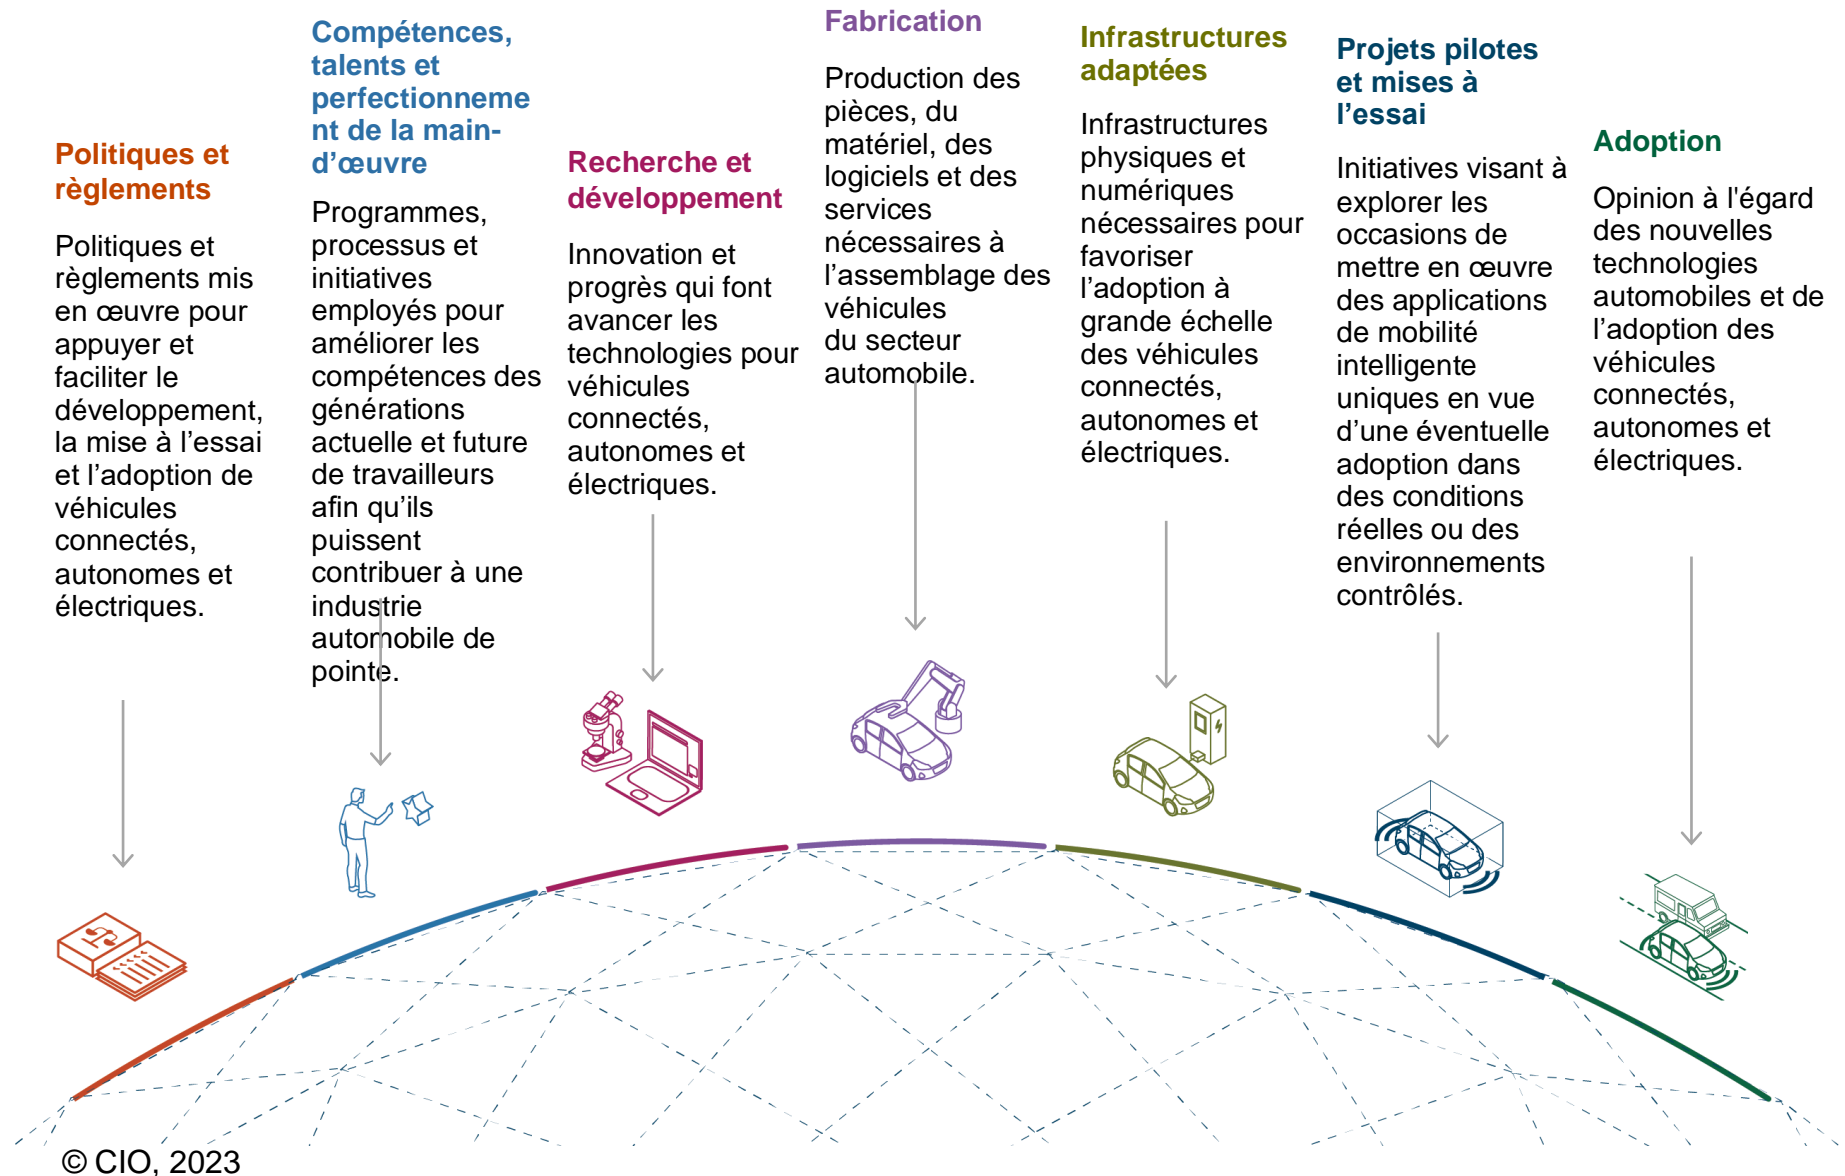 Politiques et
règlements
Politiques et
règlements mis
en œuvre pour
appuyer et
faciliter le
développement,
la mise à l’essai
et l’adoption de
véhicules
connectés,
autonomes et
électriques.
Compétences,
talents et
perfectionneme
nt de la main-
d’œuvre
Programmes,
processus et
initiatives
employés pour
améliorer les
compétences des
générations
actuelle et future
de travailleurs
afin qu’ils
puissent
contribuer à une
industrie
automobile de
pointe.
Recherche et
développement
Innovation et
progrès qui font
avancer les
technologies pour
véhicules
connectés,
autonomes et
électriques.
Fabrication
Production des
pièces, du
matériel, des
logiciels et des
services
nécessaires à
l’assemblage des
véhicules
du secteur
automobile.
Infrastructures
adaptées
Infrastructures
physiques et
numériques
nécessaires pour
favoriser
l’adoption à
grande échelle
des véhicules
connectés,
autonomes et
électriques.
Projets pilotes
et mises à
l’essai
Initiatives visant à
explorer les
occasions de
mettre en œuvre
des applications
de mobilité
intelligente
uniques en vue
d’une éventuelle
adoption dans
des conditions
réelles ou des
environnements
contrôlés.
Adoption
Opinion à l'égard
des nouvelles
technologies
automobiles et de
l’adoption des
véhicules
connectés,
autonomes et
électriques.
© CIO, 2023